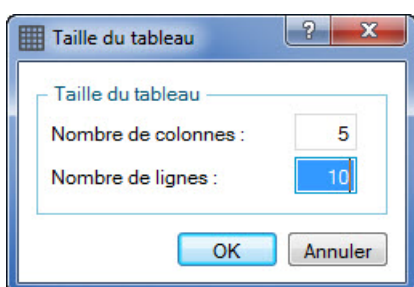 Taille du tableau
Taille du tableau
Nombre de colonnes : 5
Nombre de lignes : 10
OK Annuler